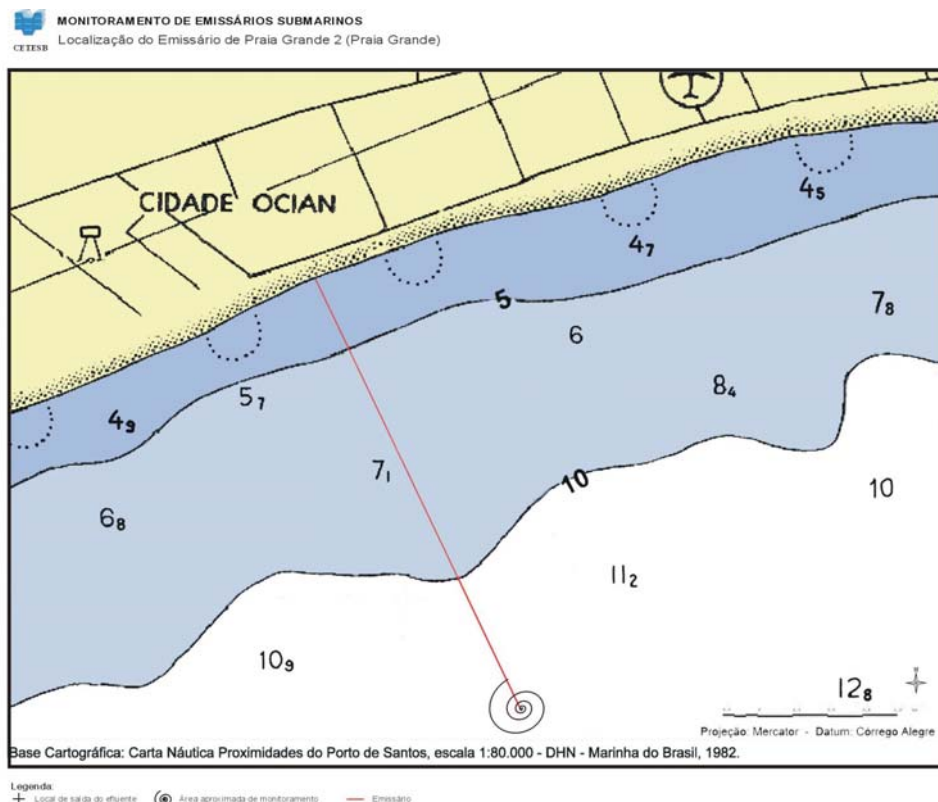 MONITORAMENTO DE EMISSÁRIOS SUBMARINOS
CETESB
Localização do Emissário de Praia Grande 2 (Praia Grande)
CIDADE OCIAN
4₅
4₇
5
7₈
6
8₄
5₇
4₉
7₁
10
10
6₈
11₂
10₉
N
12₈
Projeção: Mercator - Datum: Córrego Alegre
Base Cartográfica: Carta Náutica Proximidades do Porto de Santos, escala 1:80.000 - DHN - Marinha do Brasil, 1982.
Legenda:
Local de saída do efluente Área aproximada de monitoramento Emissário